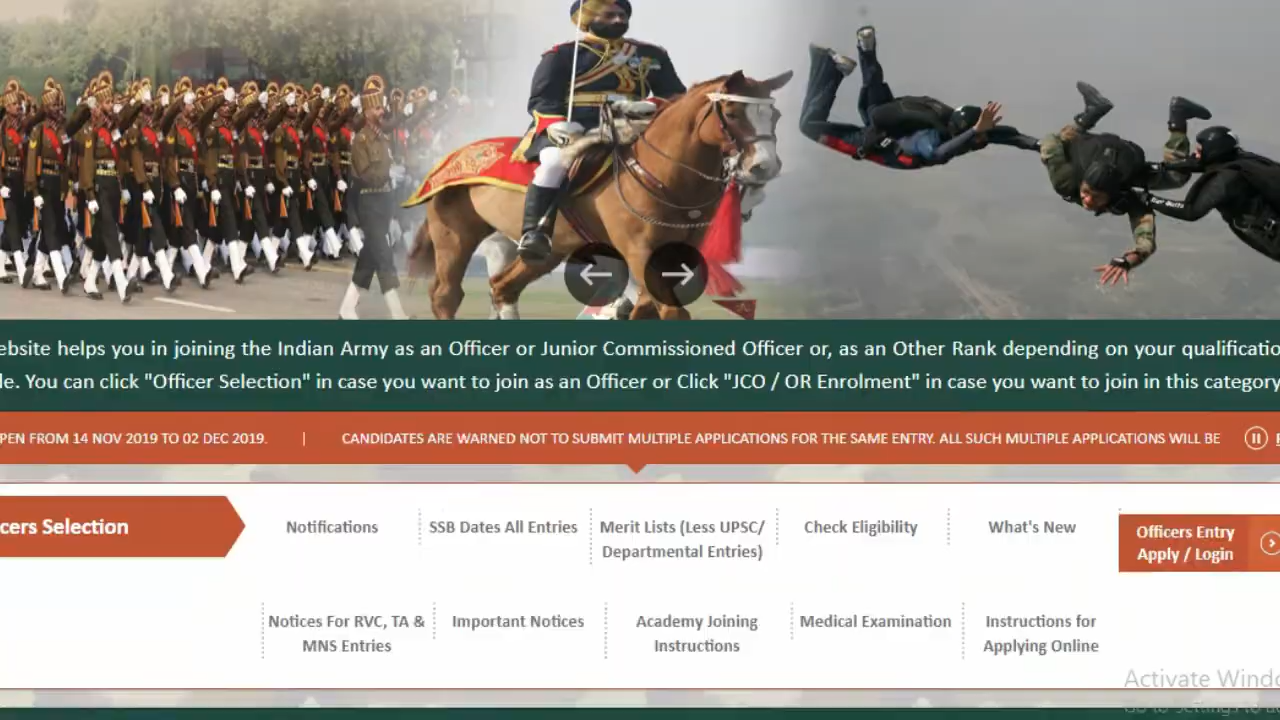 ebsite helps you in joining the Indian Army as an Officer or Junior Commissioned Officer or, as an Other Rank depending on your qualificatio
le. You can click "Officer Selection" in case you want to join as an Officer or Click "JCO / OR Enrolment" in case you want to join in this category
PEN FROM 14 NOV 2019 TO 02 DEC 2019. | CANDIDATES ARE WARNED NOT TO SUBMIT MULTIPLE APPLICATIONS FOR THE SAME ENTRY. ALL SUCH MULTIPLE APPLICATIONS WILL BE
cers Selection
Notifications
SSB Dates All Entries
Merit Lists (Less UPSC/
Departmental Entries)
Check Eligibility
What's New
Officers Entry
Apply / Login
Notices For RVC, TA &
MNS Entries
Important Notices
Academy Joining
Instructions
Medical Examination
Instructions for
Applying Online
Activate Windo